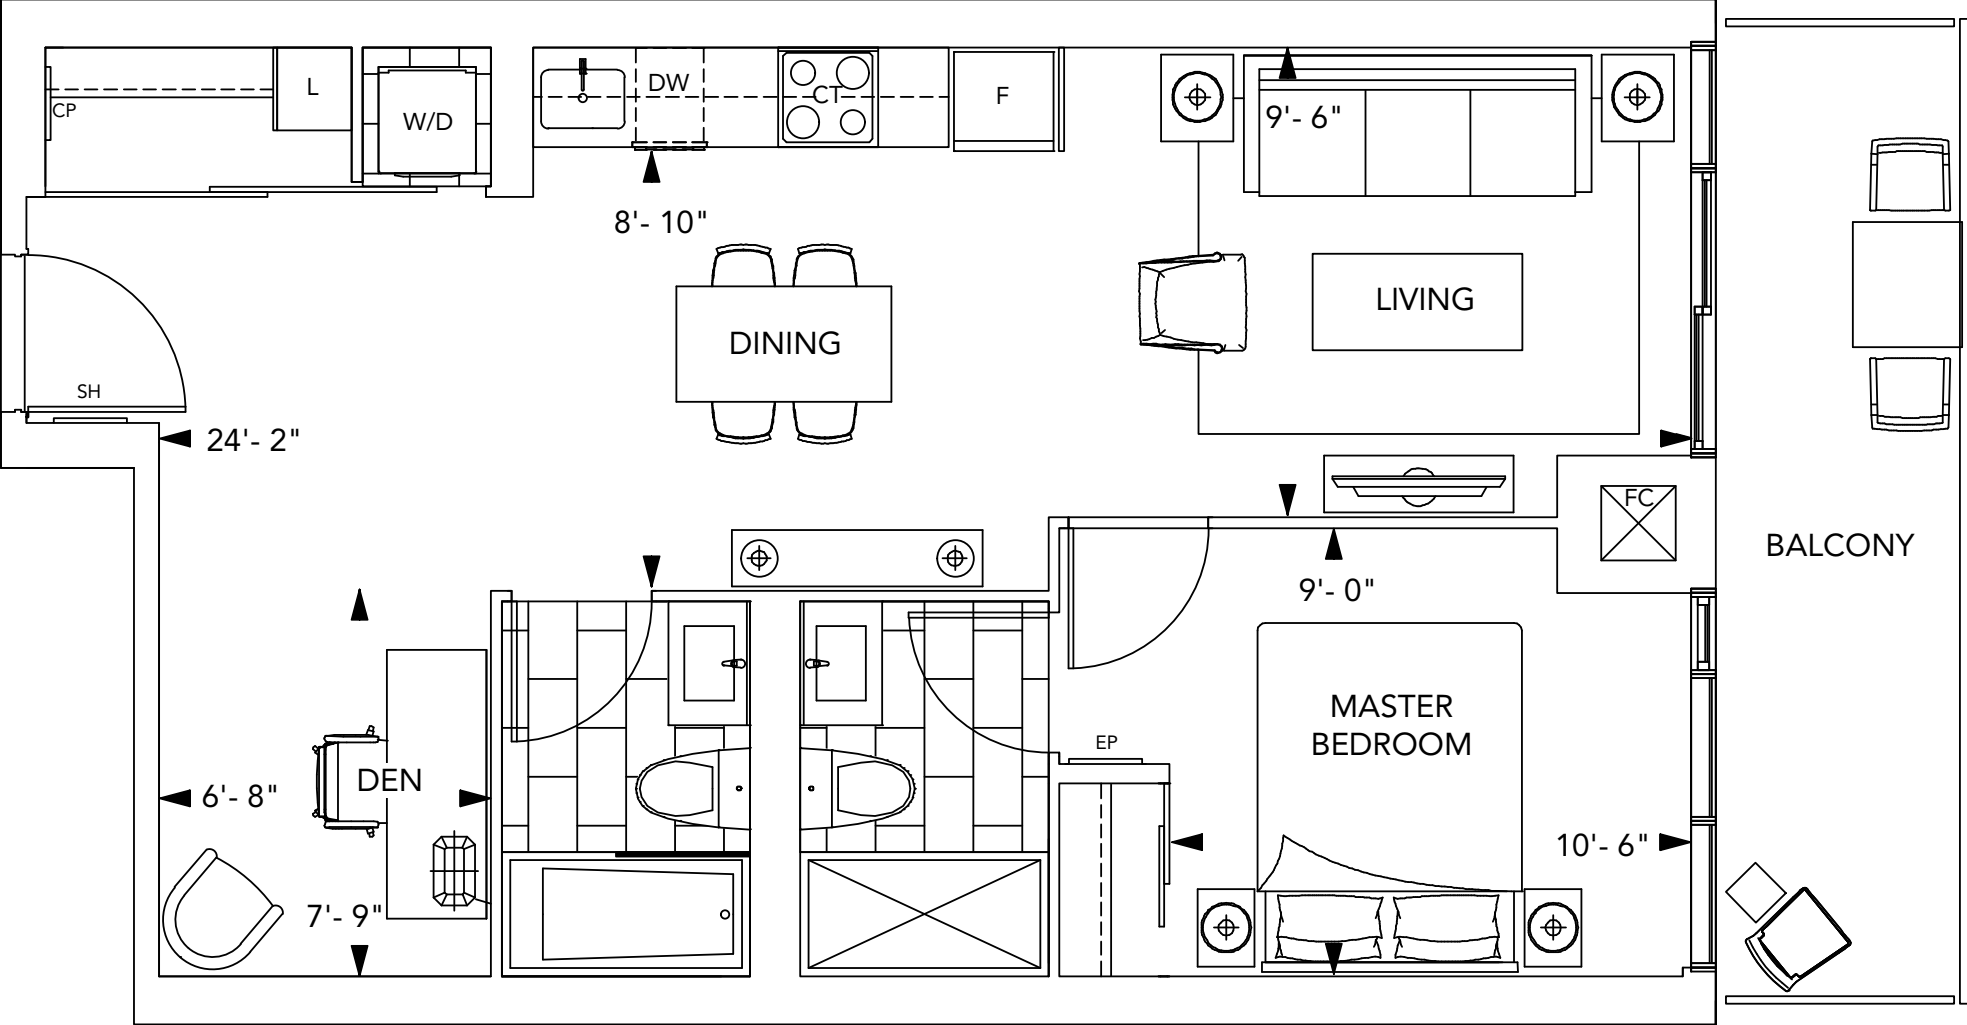 L
CP
W/D
DW
CT
F
9'- 6"
8'- 10"
LIVING
DINING
SH
24'- 2"
FC
BALCONY
9'- 0"
MASTER
BEDROOM
EP
DEN
6'- 8"
10'- 6"
7'- 9"